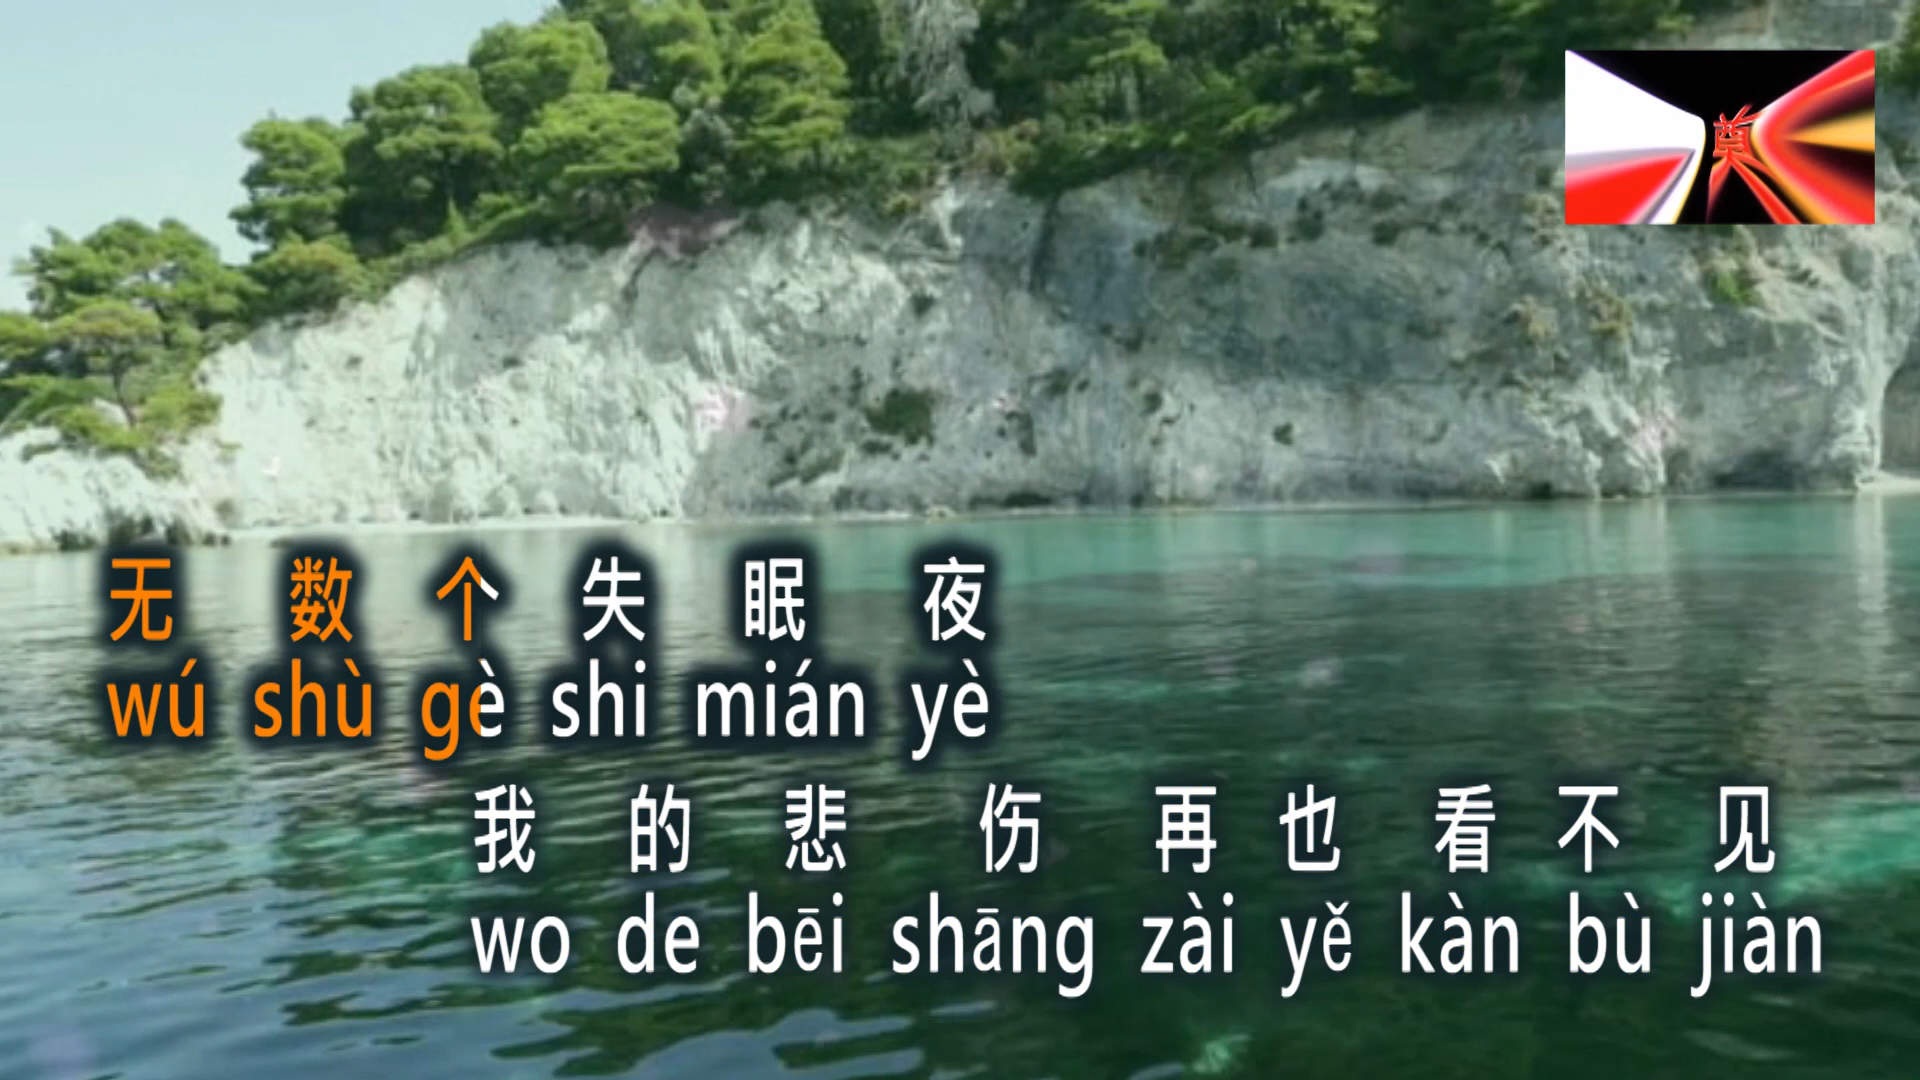 奠
无 数 个 失 眠 夜
wú shù gè shi mián yè
我 的 悲 伤 再 也 看 不 见
wo de bēi shāng zài yě kàn bù jiàn